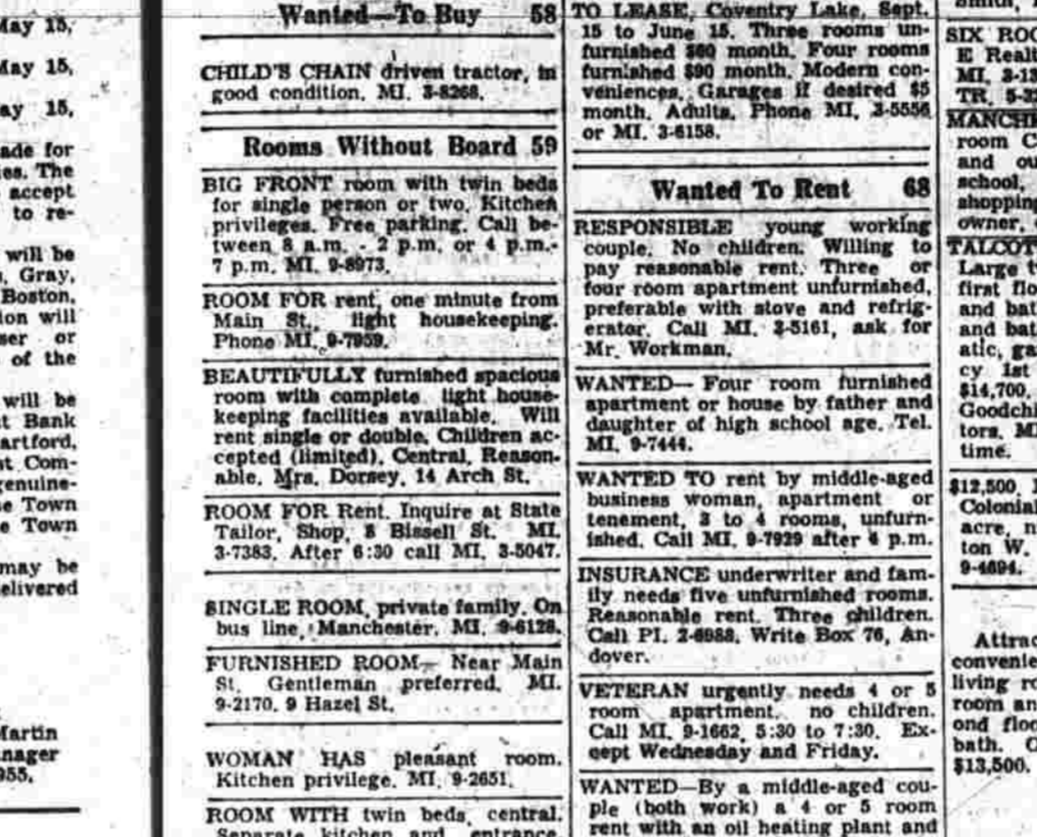 May 15,
May 15,
ay 15,
ade for
es. The
accept
to re-
will be
, Gray,
Boston,
ion will
ser or
of the
will be
t Bank
artford,
at Com-
genuine-
e Town
e Town
may be
elivered
Martin
nager
955.
Wanted—To Buy 58
CHILD'S CHAIN driven tractor, in
good condition. MI. 3-8268.
Rooms Without Board 59
BIG FRONT room with twin beds
for single person or two. Kitchen
privileges. Free parking. Call be-
tween 8 a.m. - 2 p.m. or 4 p.m.-
7 p.m. MI. 9-8973.
ROOM FOR rent, one minute from
Main St., light housekeeping.
Phone MI. 9-7959.
BEAUTIFULLY furnished spacious
room with complete light house-
keeping facilities available. Will
rent single or double. Children ac-
cepted (limited). Central. Reason-
able. Mrs. Dorsey, 14 Arch St.
ROOM FOR Rent. Inquire at State
Tailor, Shop, 8 Bissell St. MI.
3-7383. After 6:30 call MI. 3-5047.
SINGLE ROOM, private family. On
bus line, Manchester. MI. 9-6128.
FURNISHED ROOM— Near Main
St. Gentleman preferred. MI.
9-2170. 9 Hazel St.
WOMAN HAS pleasant room.
Kitchen privilege. MI. 9-2651.
ROOM WITH twin beds, central.
Separate kitchen and entrance.
TO LEASE, Coventry Lake, Sept.
15 to June 15. Three rooms un-
furnished $60 month. Four rooms
furnished $90 month. Modern con-
veniences. Garages if desired $5
month. Adults. Phone MI. 3-5556
or MI. 3-6158.
Wanted To Rent 68
RESPONSIBLE young working
couple. No children. Willing to
pay reasonable rent. Three or
four room apartment unfurnished,
preferable with stove and refrig-
erator. Call MI. 3-5161, ask for
Mr. Workman.
WANTED— Four room furnished
apartment or house by father and
daughter of high school age. Tel.
MI. 9-7444.
WANTED TO rent by middle-aged
business woman, apartment or
tenement, 3 to 4 rooms, unfurn-
ished. Call MI. 9-7929 after 4 p.m.
INSURANCE underwriter and fam-
ily needs five unfurnished rooms.
Reasonable rent. Three children.
Call PI. 2-6988. Write Box 76, An-
dover.
VETERAN urgently needs 4 or 5
room apartment. no children.
Call MI. 9-1662, 5:30 to 7:30. Ex-
cept Wednesday and Friday.
WANTED—By a middle-aged cou-
ple (both work) a 4 or 5 room
rent with an oil heating plant and
SIX ROO
E Realt
MI. 3-13
TR. 5-3
MANCHE
room C
and ou
school,
shopping
owner,
TALCOT
Large t
first flo
and bat
and bat
atic, ga
cy 1st
$14,700.
Goodchi
tors. MI
time.
$12,500.
Colonial
acre, n
ton W.
9-4694.
Attrac
convenie
living ro
room an
ond floo
bath. O
$13,500.